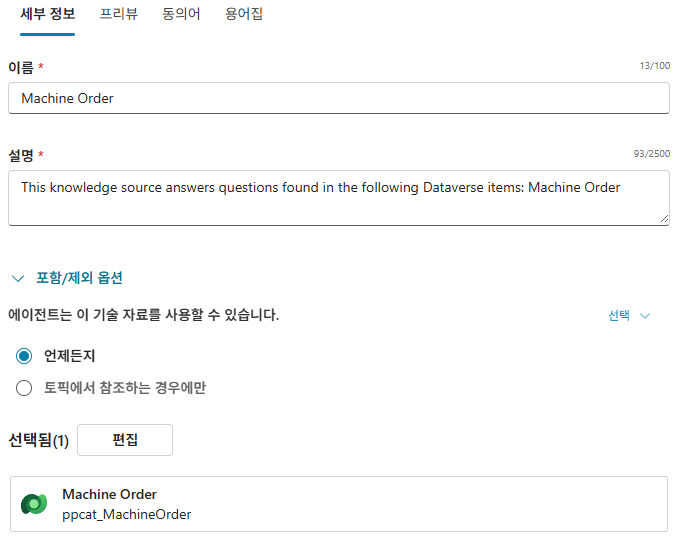 세부 정보 프리뷰 동의어 용어집
이름 * 13/100
Machine Order
설명 * 93/2500
This knowledge source answers questions found in the following Dataverse items: Machine Order
포함/제외 옵션
에이전트는 이 기술 자료를 사용할 수 있습니다. 선택
언제든지
토픽에서 참조하는 경우에만
선택됨(1) 편집
Machine Order
ppcat_MachineOrder